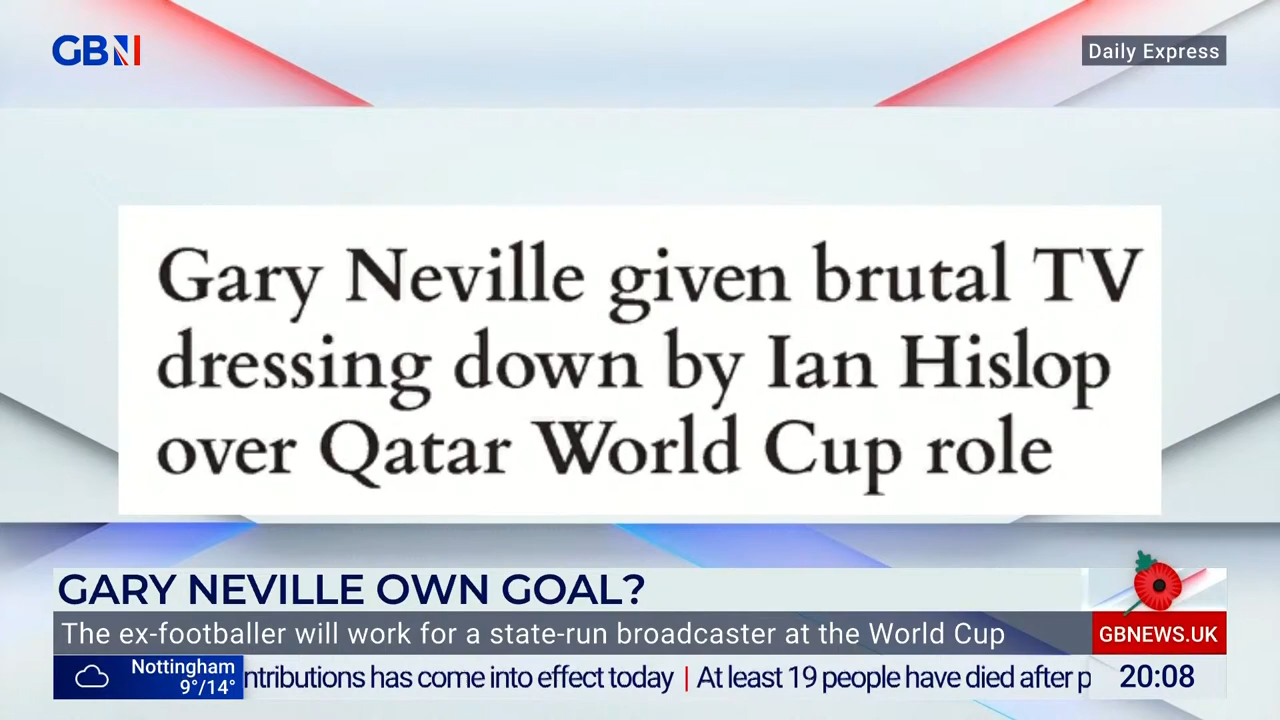 GBN
Daily Express
Gary Neville given brutal TV
dressing down by Ian Hislop
over Qatar World Cup role
GARY NEVILLE OWN GOAL?
The ex-footballer will work for a state-run broadcaster at the World Cup
GBNEWS.UK
Nottingham
9°/14°
ntributions has come into effect today | At least 19 people have died after p
20:08